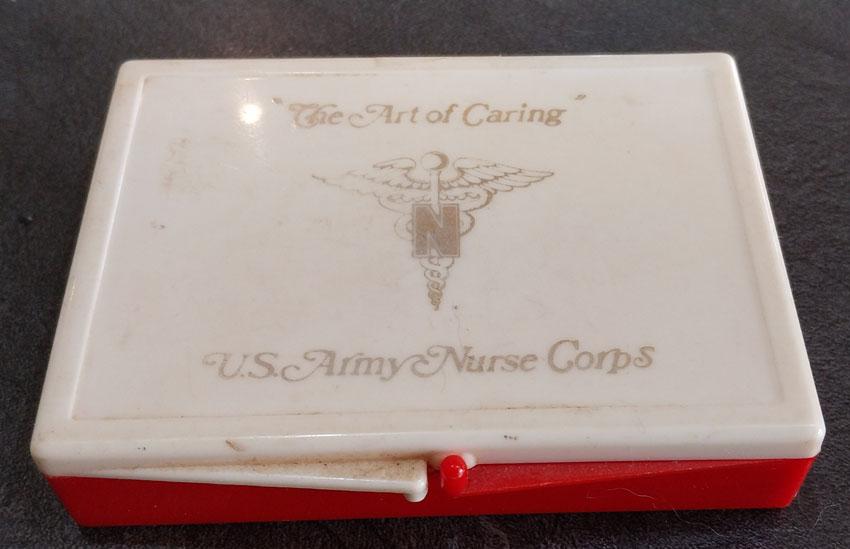 "The Art of Caring"
N
U.S. Army Nurse Corps